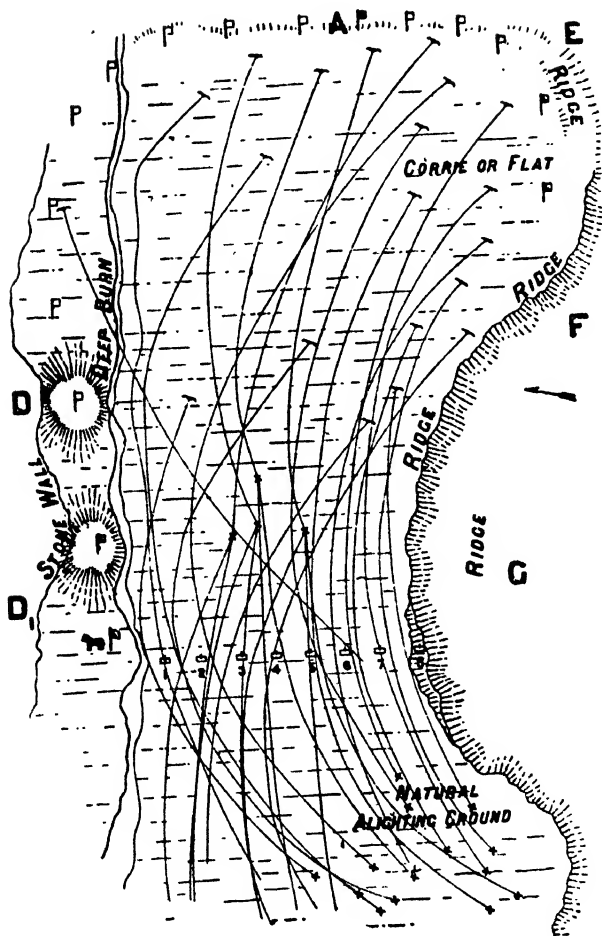 P P P A P P P P E
P RIDGE
P P
CORRIE OR FLAT
P P
DEEP BURN
P RIDGE
F
D P
RIDGE
STONE WALL
RIDGE
P G
D1
P
1 2 3 4 5 6 7 8
NATURAL
ALIGHTING GROUND